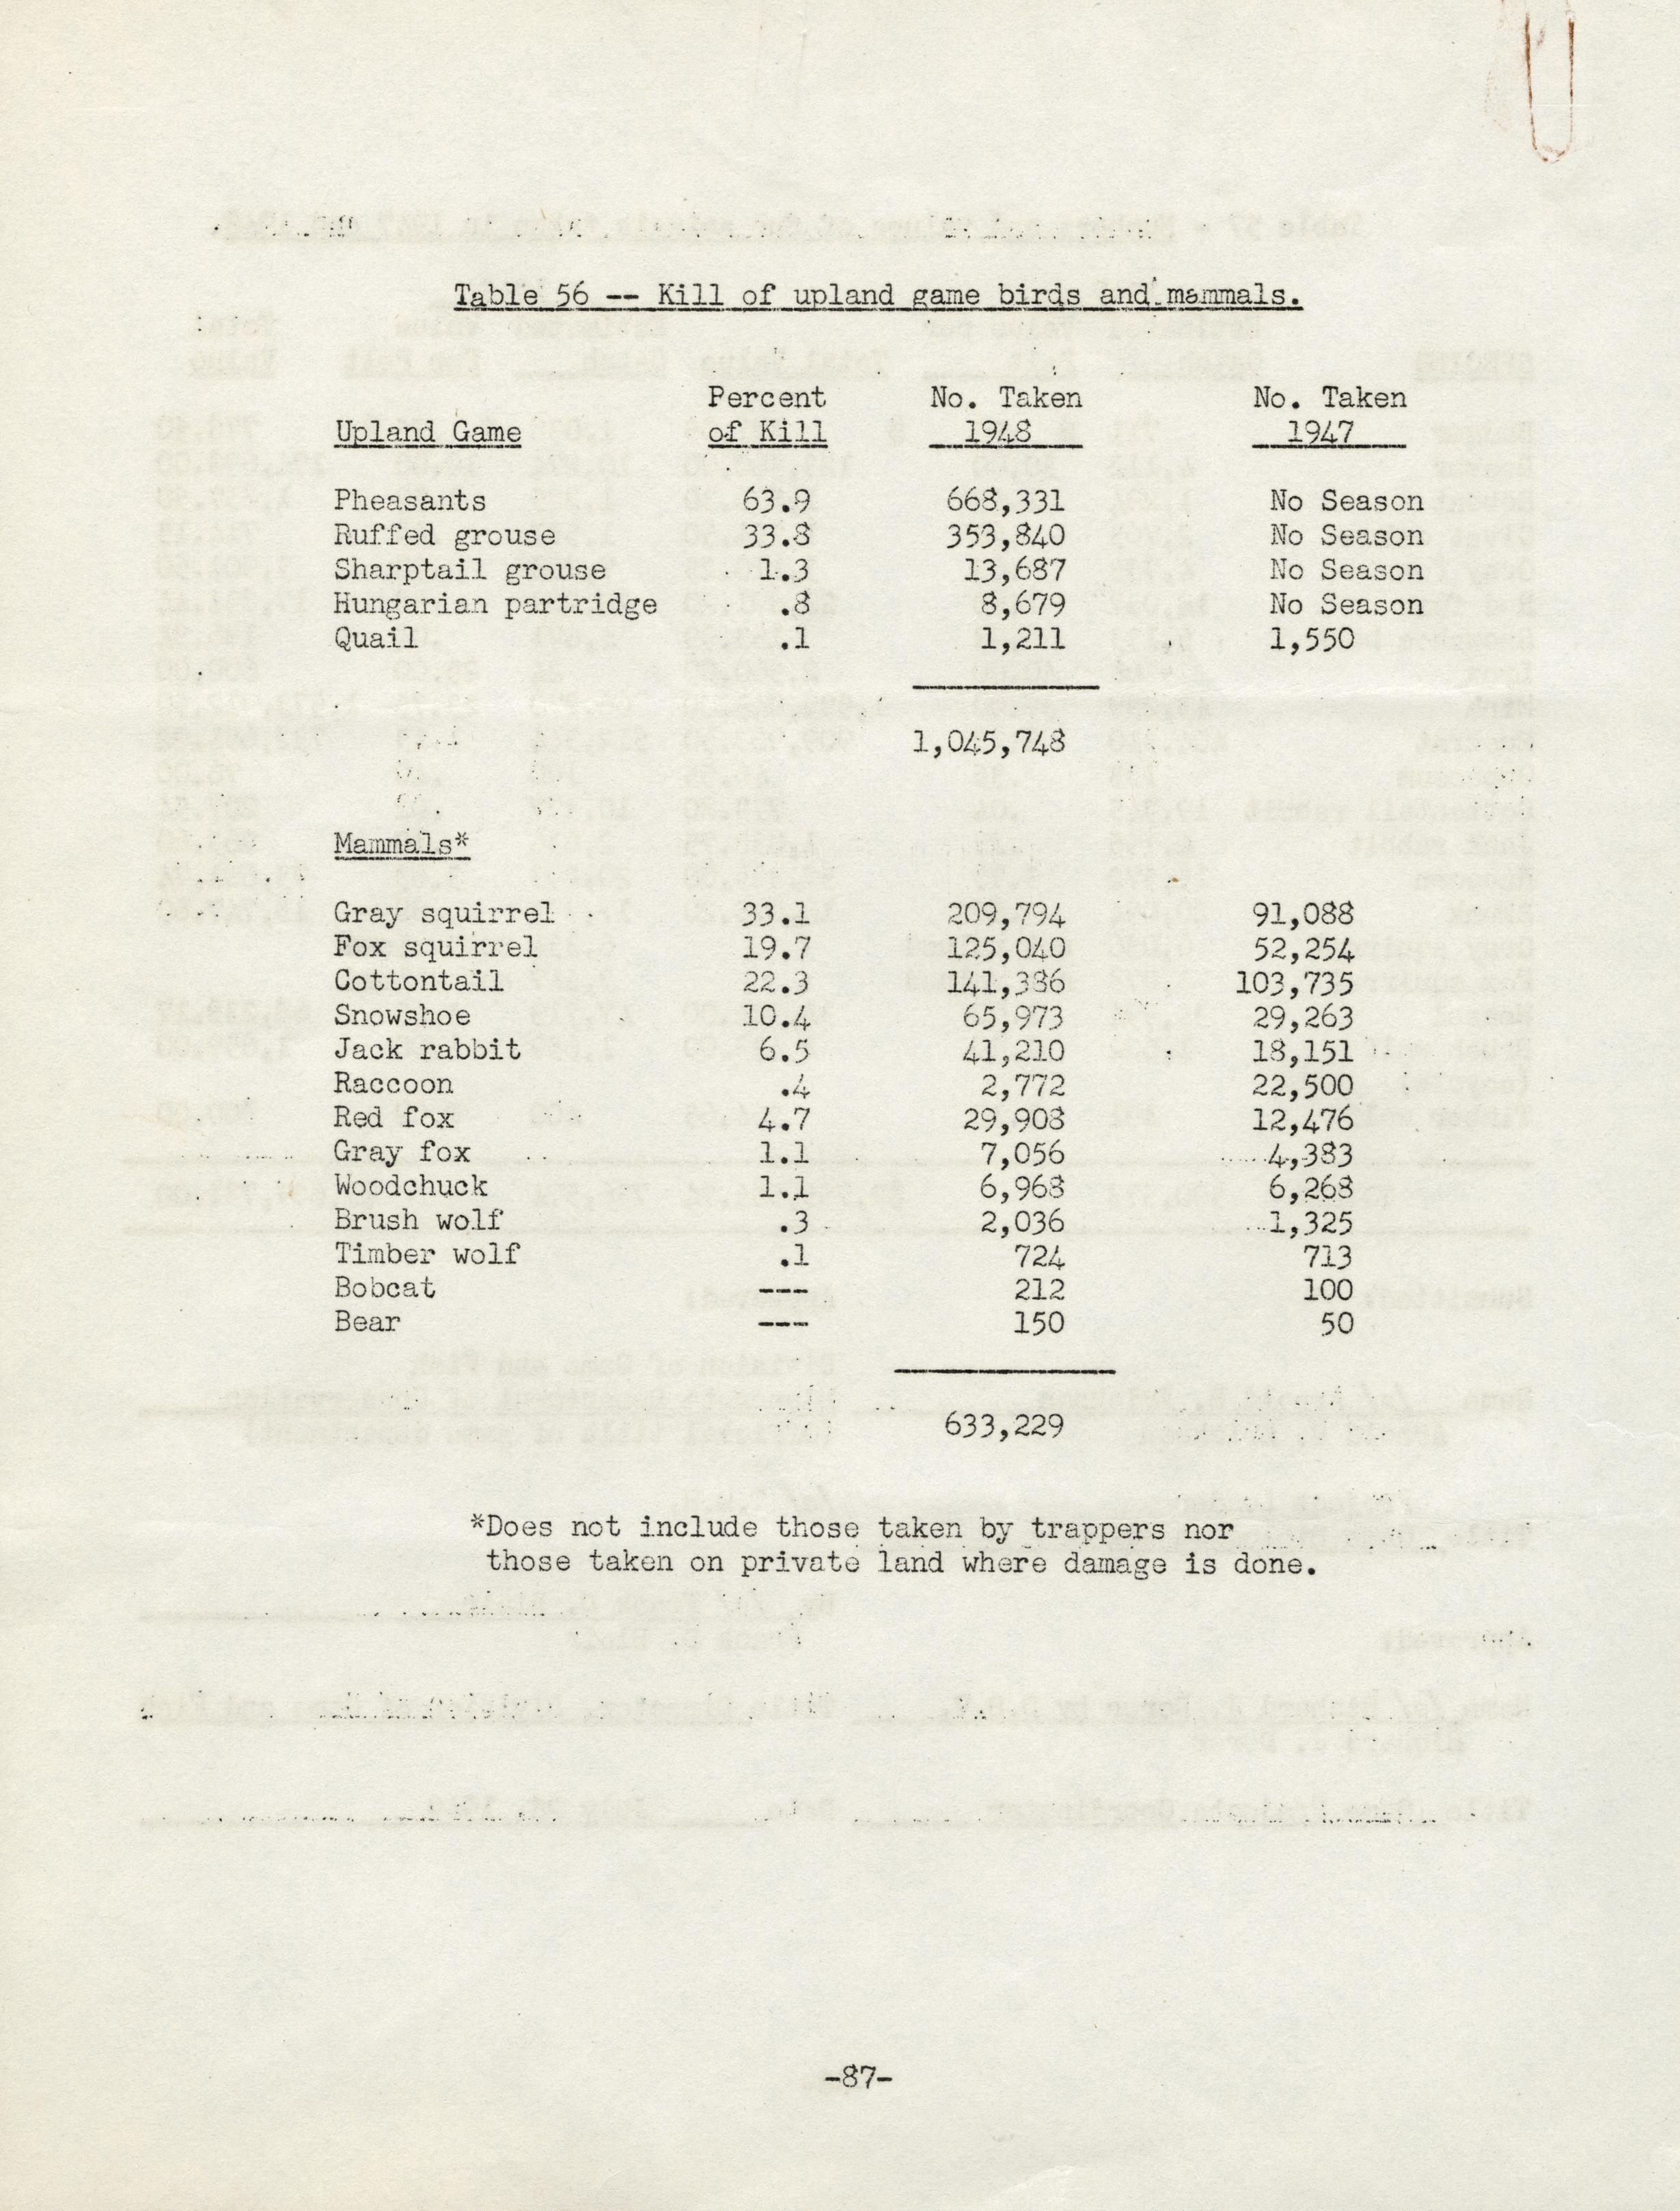 Table 56 -- Kill of upland game birds and mammals.
Percent No. Taken No. Taken
Upland Game of Kill 1948 1947
Pheasants 63.9 668,331 No Season
Ruffed grouse 33.8 353,840 No Season
Sharptail grouse 1.3 13,687 No Season
Hungarian partridge .8 8,679 No Season
Quail .1 1,211 1,550
1,045,748
Mammals*
Gray squirrel 33.1 209,794 91,088
Fox squirrel 19.7 125,040 52,254
Cottontail 22.3 141,386 103,735
Snowshoe 10.4 65,973 29,263
Jack rabbit 6.5 41,210 18,151
Raccoon .4 2,772 22,500
Red fox 4.7 29,908 12,476
Gray fox 1.1 7,056 4,383
Woodchuck 1.1 6,968 6,268
Brush wolf .3 2,036 1,325
Timber wolf .1 724 713
Bobcat --- 212 100
Bear --- 150 50
633,229
*Does not include those taken by trappers nor
those taken on private land where damage is done.
-87-